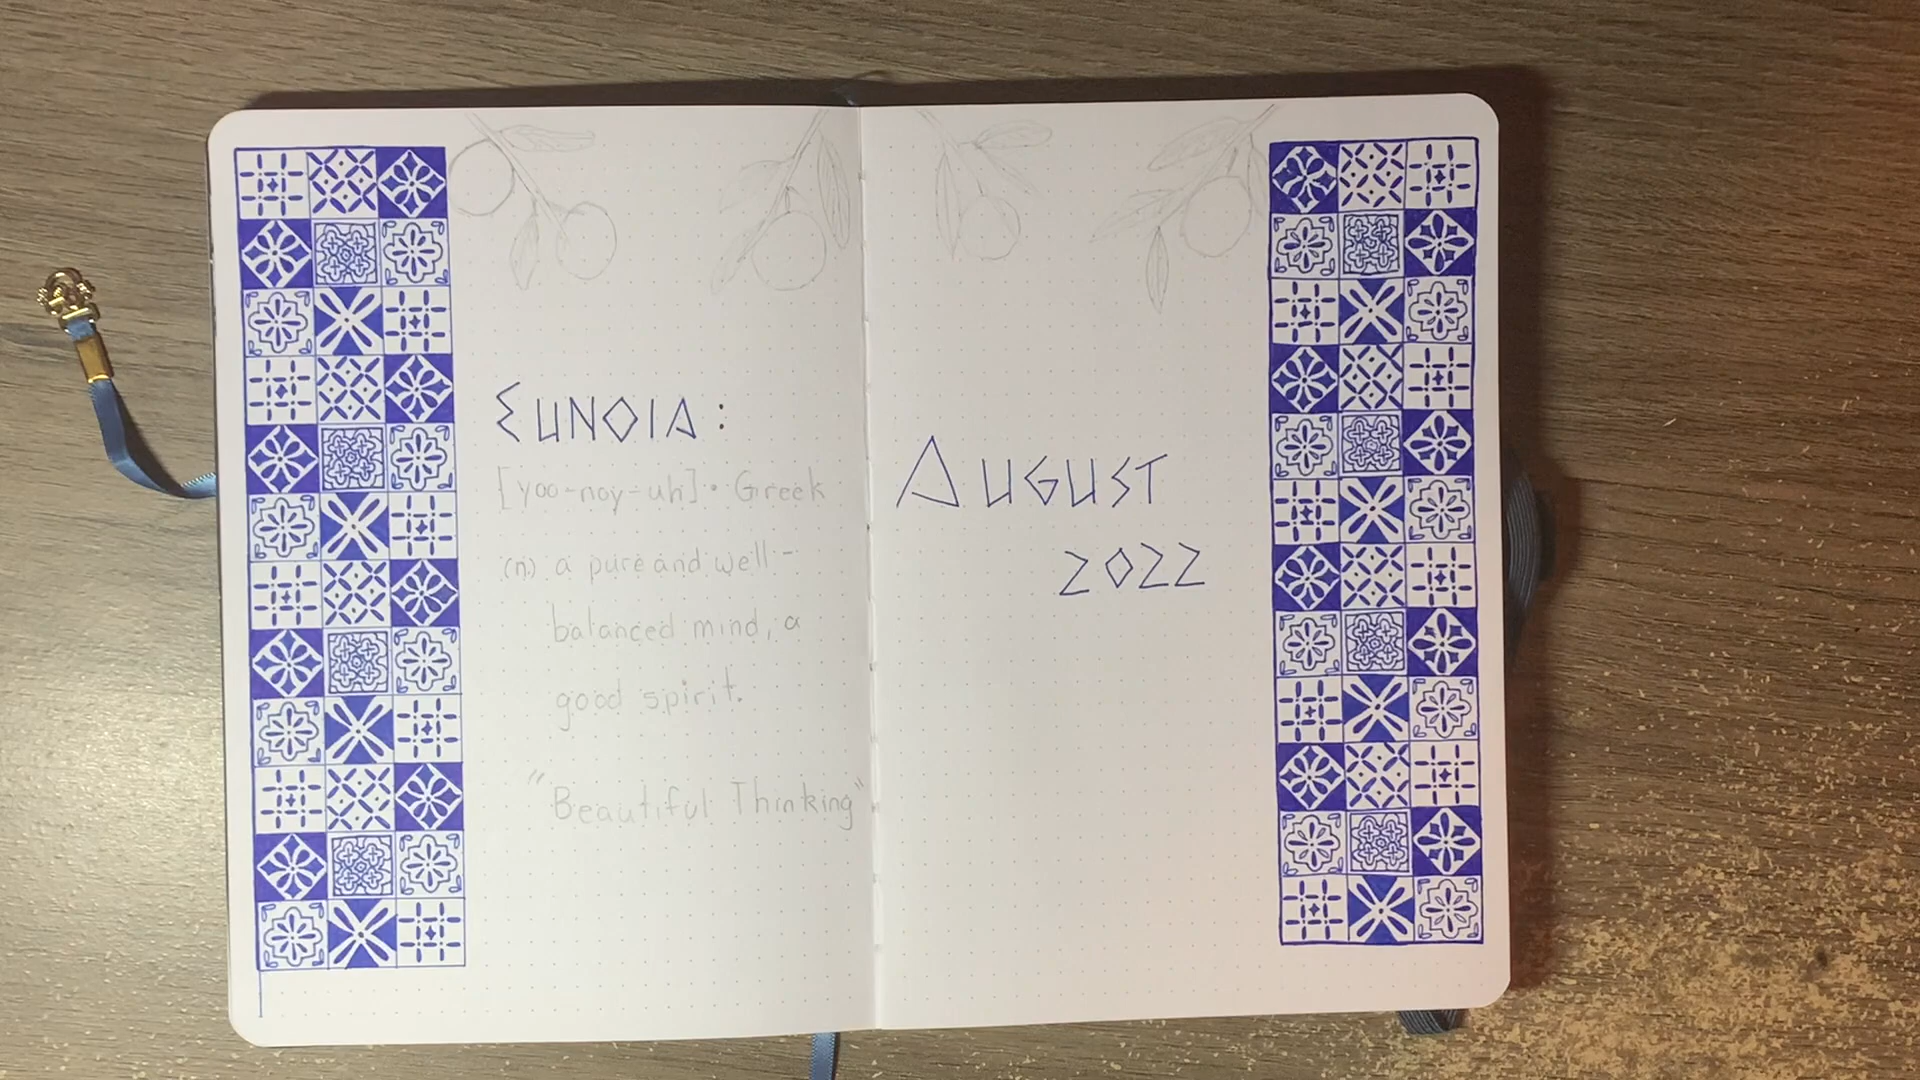 EUNOIA:
[yoo-noy-uh] • Greek
(n.) a pure and well-
balanced mind, a
good spirit.
"Beautiful Thinking"
AUGUST
2022